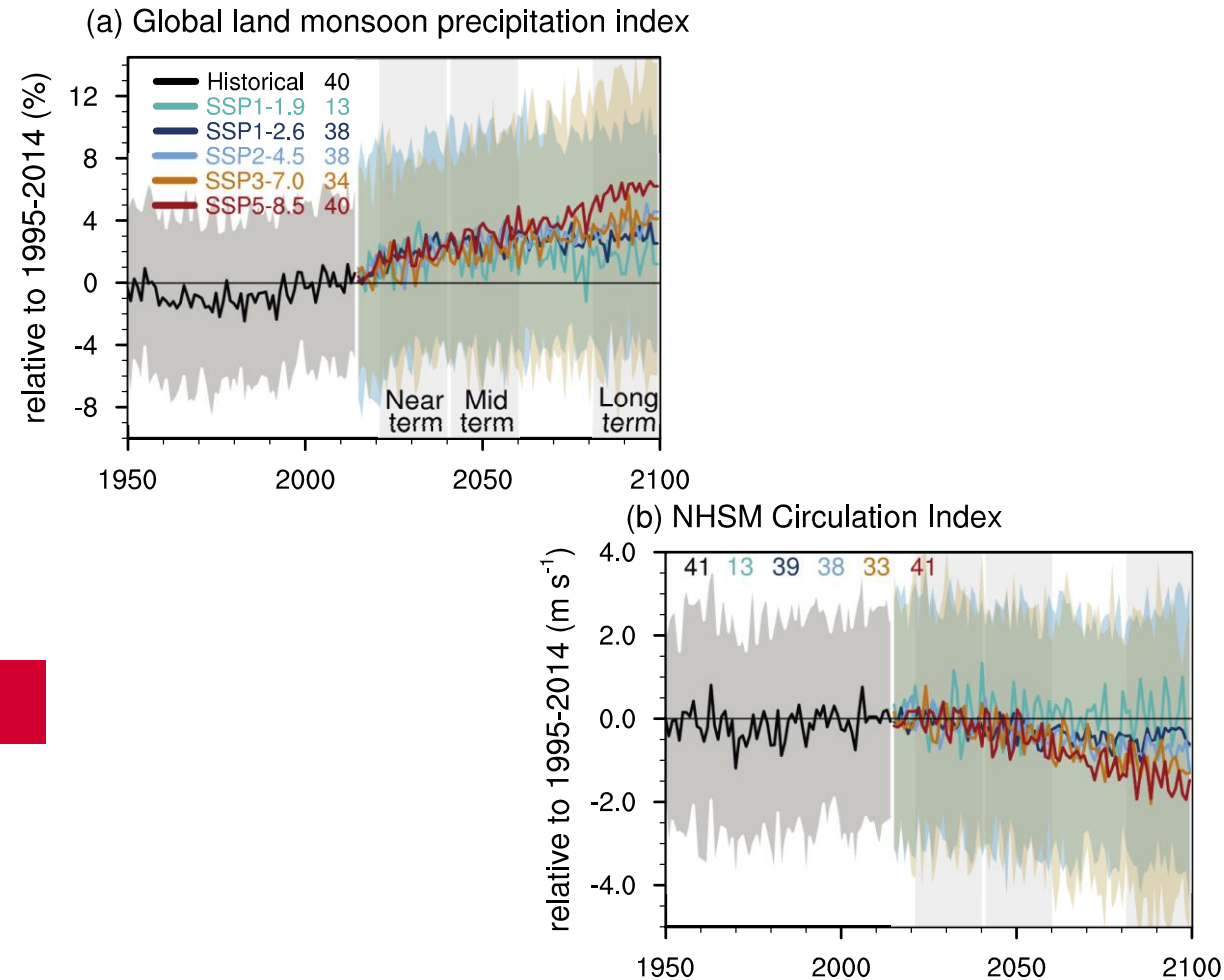 (a) Global land monsoon precipitation index
relative to 1995-2014 (%)
12
8
4
0
-4
-8
Historical 40
SSP1-1.9 13
SSP1-2.6 38
SSP2-4.5 38
SSP3-7.0 34
SSP5-8.5 40
Near term
Mid term
Long term
1950 2000 2050 2100
(b) NHSM Circulation Index
relative to 1995-2014 (m s⁻¹)
4.0
2.0
0.0
-2.0
-4.0
41 13 39 38 33 41
1950 2000 2050 2100